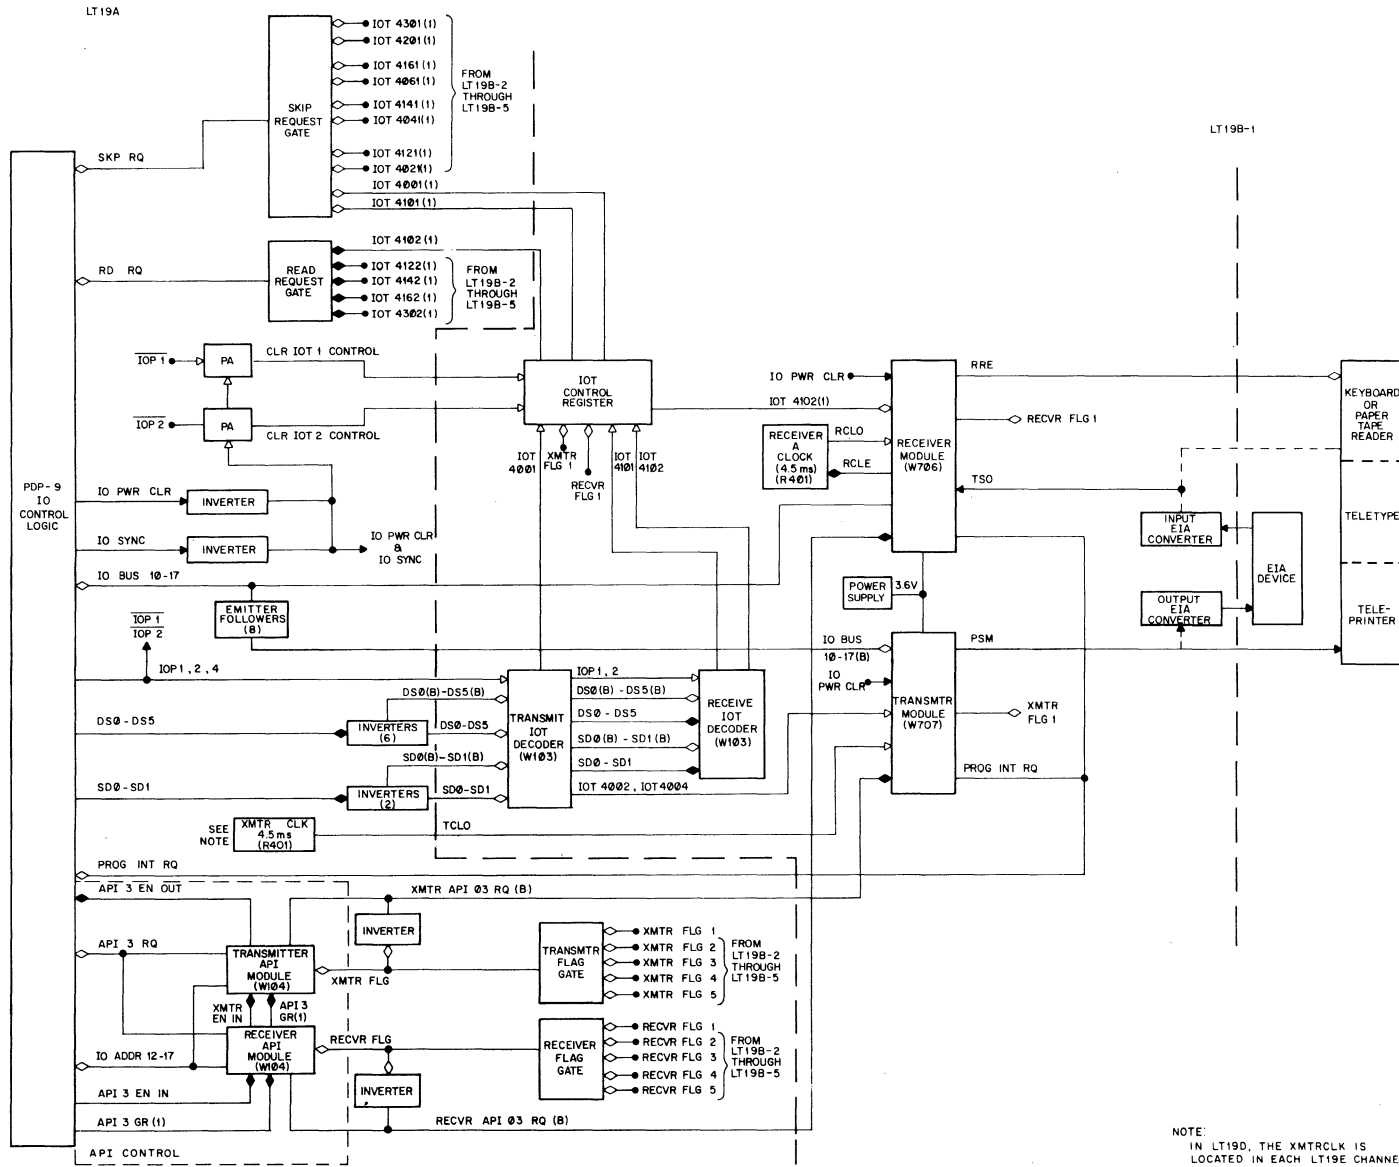 LT19A
IOT 4301(1)
IOT 4201(1)
IOT 4161(1)
IOT 4061(1)
IOT 4141(1)
IOT 4041(1)
IOT 4121(1)
IOT 4021(1)
IOT 4001(1)
IOT 4101(1)
FROM
LT19B-2
THROUGH
LT19B-5
SKIP
REQUEST
GATE
SKP RQ
LT19B-1
IOT 4102(1)
IOT 4122(1)
IOT 4142(1)
IOT 4162(1)
IOT 4302(1)
FROM
LT19B-2
THROUGH
LT19B-5
READ
REQUEST
GATE
RD RQ
IOP 1
PA
CLR IOT 1 CONTROL
IOP 2
PA
CLR IOT 2 CONTROL
IOT
CONTROL
REGISTER
IO PWR CLR
IOT 4102(1)
RECEIVER
A
CLOCK
(4.5 ms)
(R401)
RCLO
RCLE
RECEIVER
MODULE
(W706)
RRE
RECVR FLG 1
TSO
KEYBOARD
OR
PAPER
TAPE
READER
TELETYPE
TELE-
PRINTER
IOT
4001
XMTR
FLG 1
RECVR
FLG 1
IOT
4101
IOT
4102
PDP-9
IO
CONTROL
LOGIC
IO PWR CLR
INVERTER
IO SYNC
INVERTER
IO PWR CLR
&
IO SYNC
INPUT
EIA
CONVERTER
EIA
DEVICE
OUTPUT
EIA
CONVERTER
IO BUS 10-17
EMITTER
FOLLOWERS
(8)
POWER
SUPPLY
3.6V
IOP 1
IOP 2
IOP1, 2, 4
IO BUS
10-17(B)
IO
PWR CLR
PSM
TRANSMTR
MODULE
(W707)
XMTR
FLG 1
PROG INT RQ
DS0(B)-DS5(B)
DS0-DS5
INVERTERS
(6)
DS0-DS5
SD0(B)-SD1(B)
SD0-SD1
INVERTERS
(2)
SD0-SD1
TRANSMIT
IOT
DECODER
(W103)
IOP1, 2
DS0(B)-DS5(B)
DS0-DS5
SD0(B)-SD1(B)
SD0-SD1
IOT 4002, IOT4004
RECEIVE
IOT
DECODER
(W103)
SEE
NOTE
XMTR CLK
4.5ms
(R401)
TCLO
PROG INT RQ
API 3 EN OUT
XMTR API 03 RQ (B)
INVERTER
API 3 RQ
TRANSMITTER
API
MODULE
(W104)
XMTR FLG
TRANSMTR
FLAG
GATE
XMTR FLG 1
XMTR FLG 2
XMTR FLG 3
XMTR FLG 4
XMTR FLG 5
FROM
LT19B-2
THROUGH
LT19B-5
XMTR
EN IN
API 3
GR(1)
RECEIVER
API
MODULE
(W104)
RECVR FLG
RECEIVER
FLAG
GATE
RECVR FLG 1
RECVR FLG 2
RECVR FLG 3
RECVR FLG 4
RECVR FLG 5
FROM
LT19B-2
THROUGH
LT19B-5
IO ADDR 12-17
INVERTER
API 3 EN IN
API 3 GR(1)
RECVR API 03 RQ (B)
API CONTROL
NOTE:
IN LT19D, THE XMTRCLK IS
LOCATED IN EACH LT19E CHANNE